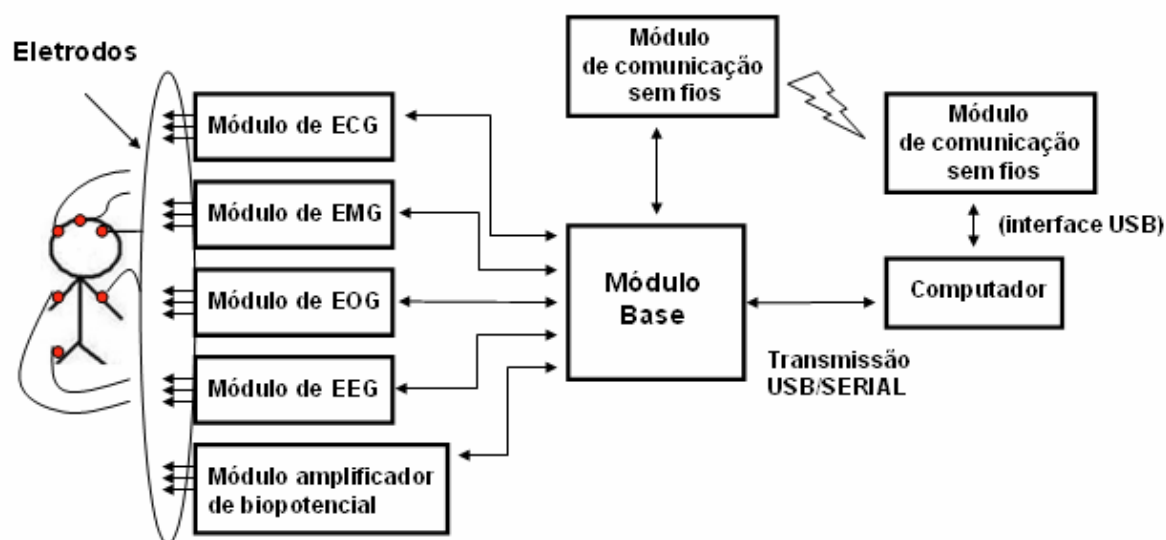 Eletrodos
Módulo de ECG
Módulo de EMG
Módulo de EOG
Módulo de EEG
Módulo amplificador
de biopotencial
Módulo
de comunicação
sem fios
Módulo
Base
Transmissão
USB/SERIAL
Módulo
de comunicação
sem fios
(interface USB)
Computador